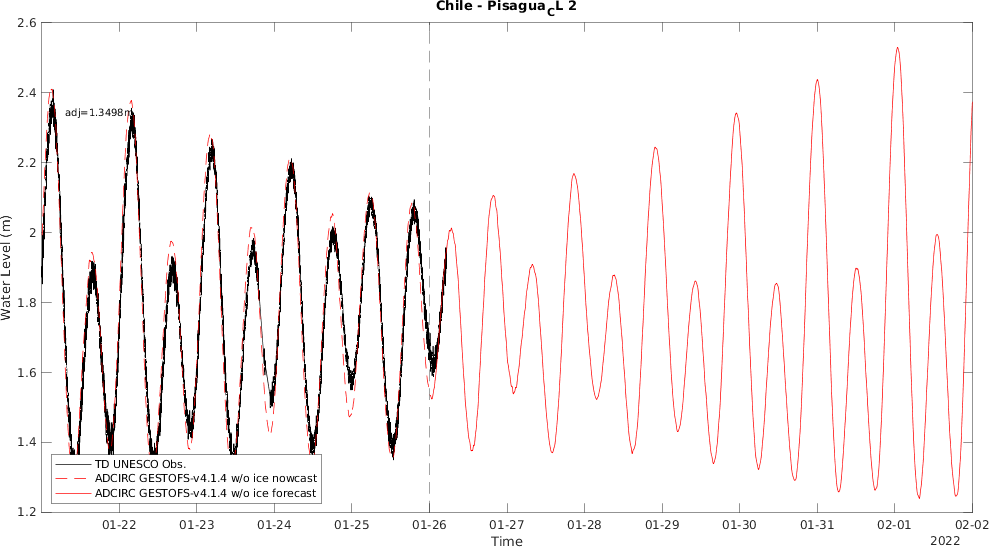 Chile - Pisagua_CL 2
2.6
2.4
adj=1.3498m
2.2
2
Water Level (m)
1.8
1.6
1.4
TD UNESCO Obs.
ADCIRC GESTOFS-v4.1.4 w/o ice nowcast
ADCIRC GESTOFS-v4.1.4 w/o ice forecast
1.2
01-22 01-23 01-24 01-25 01-26 01-27 01-28 01-29 01-30 01-31 02-01 02-02
Time
2022